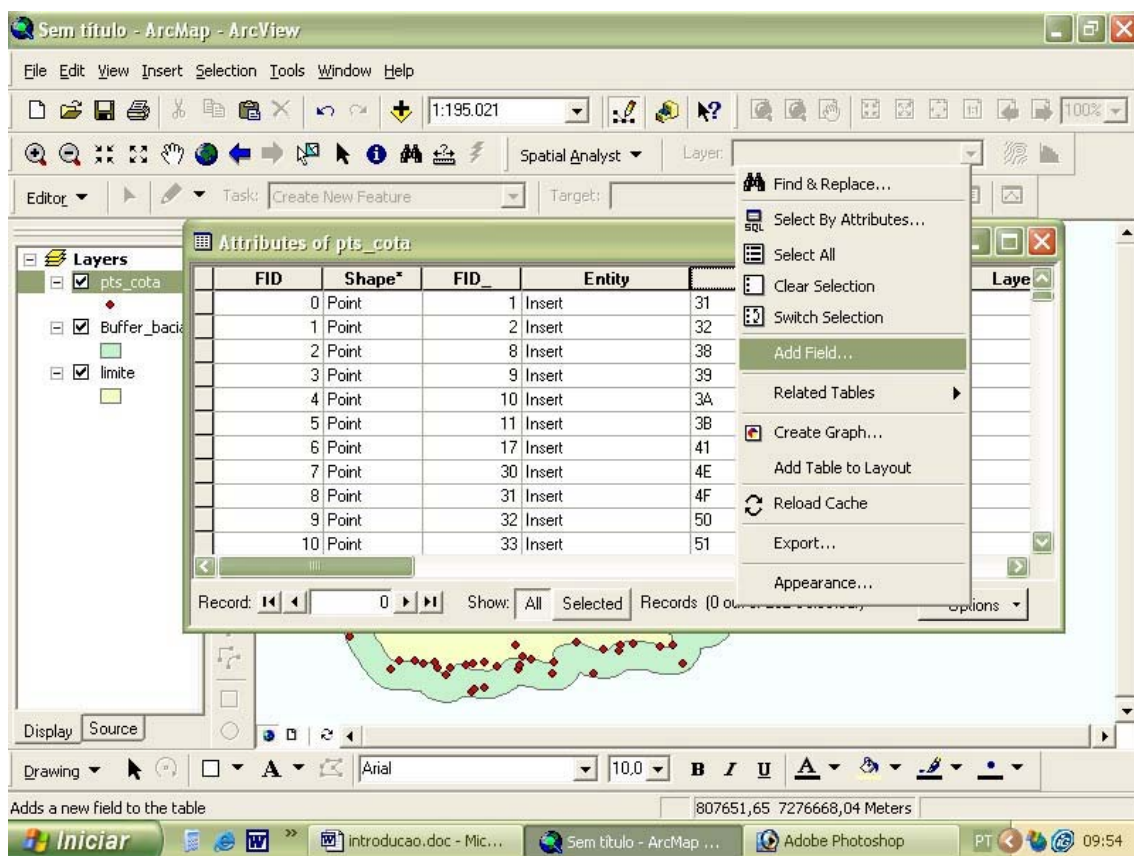 Sem título - ArcMap - ArcView
File Edit View Insert Selection Tools Window Help
1:195.021 100%
Spatial Analyst Layer:
Editor Task: Create New Feature Target:
Find & Replace...
Select By Attributes...
Select All
Clear Selection
Switch Selection
Add Field...
Related Tables
Create Graph...
Add Table to Layout
Reload Cache
Export...
Appearance...
Layers
pts_cota
Buffer_bacia
limite
Attributes of pts_cota
FID Shape* FID_ Entity Laye
0 Point 1 Insert 31
1 Point 2 Insert 32
2 Point 8 Insert 38
3 Point 9 Insert 39
4 Point 10 Insert 3A
5 Point 11 Insert 3B
6 Point 17 Insert 41
7 Point 30 Insert 4E
8 Point 31 Insert 4F
9 Point 32 Insert 50
10 Point 33 Insert 51
Record: 0 Show: All Selected Records (0 Options
Display Source
Drawing A Arial 10,0 B I U A
Adds a new field to the table 807651,65 7276668,04 Meters
Iniciar introducao.doc - Mic... Sem título - ArcMap ... Adobe Photoshop PT 09:54